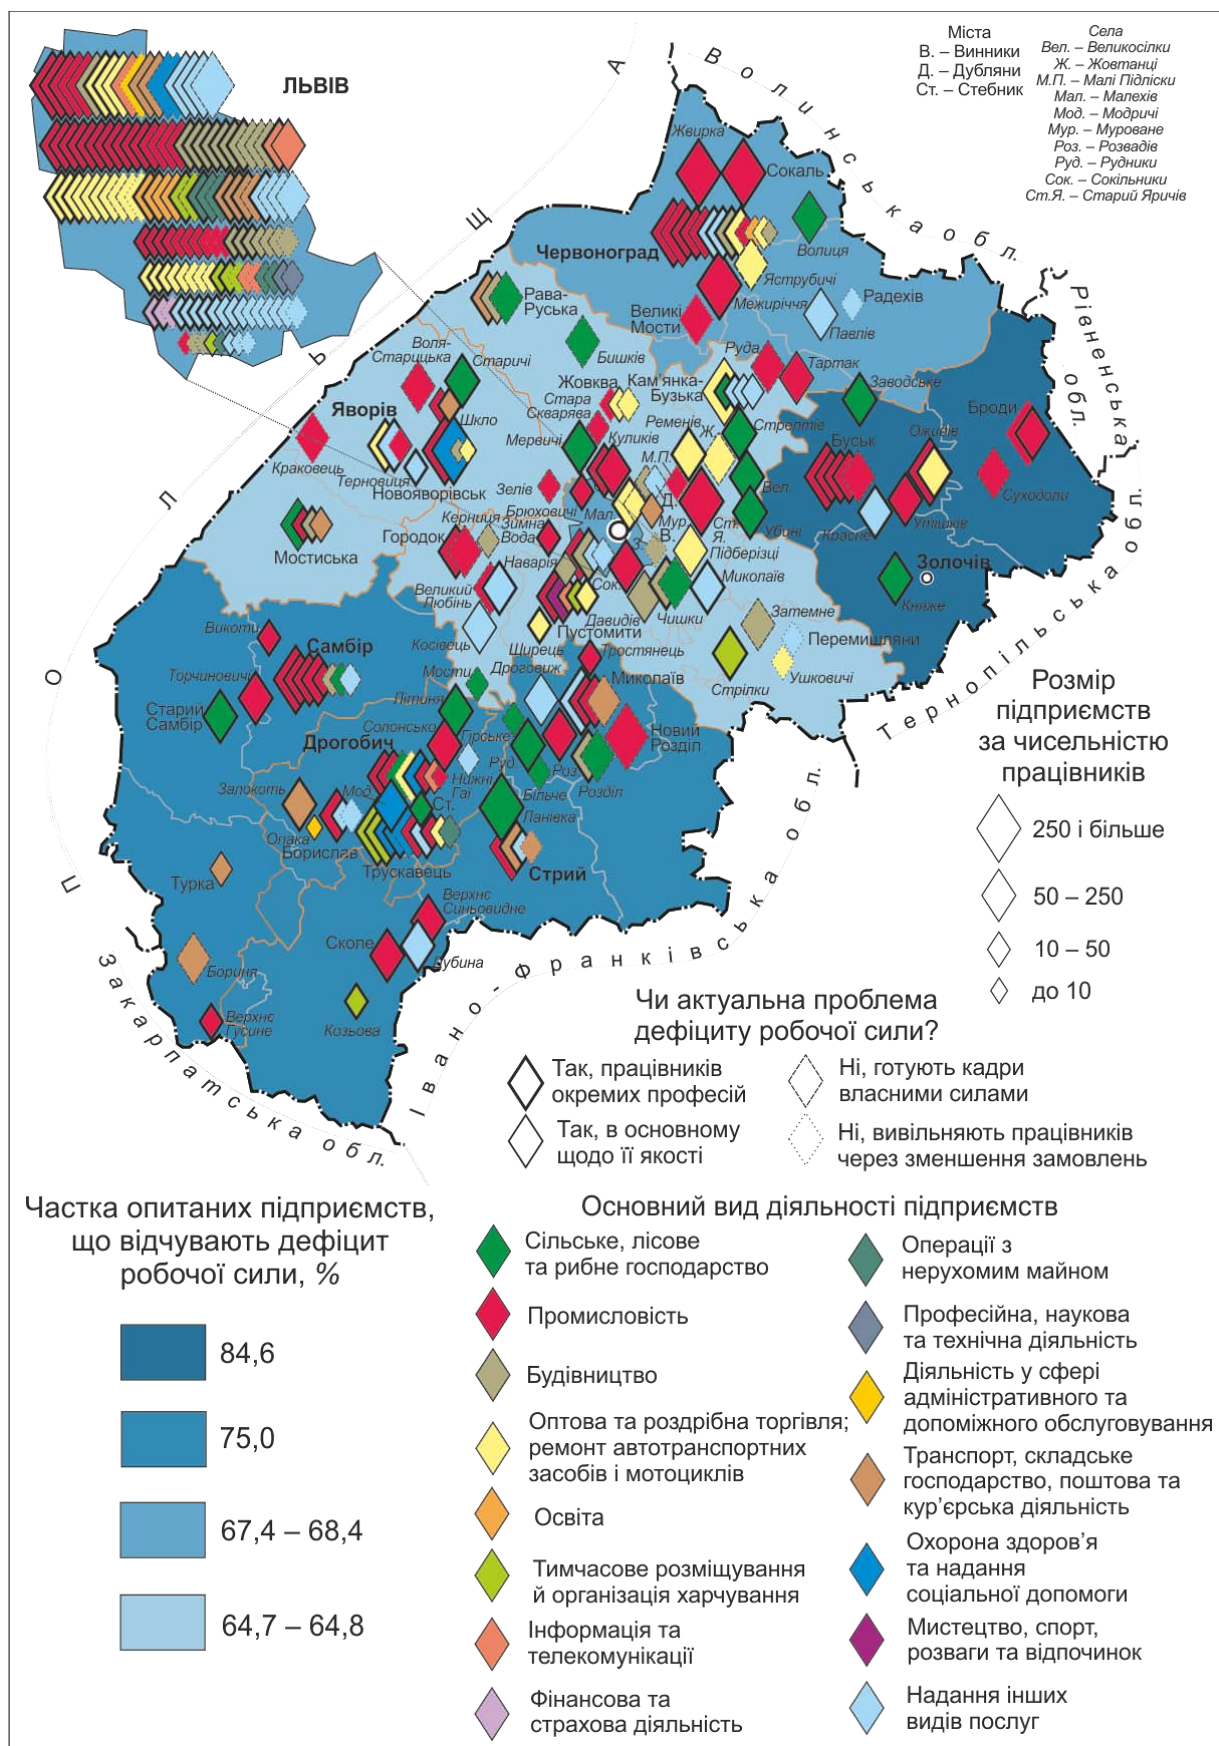 ЛЬВІВ
Міста
В. – Винники
Д. – Дубляни
Ст. – Стебник
Села
Вел. – Великосілки
Ж. – Жовтанці
М.П. – Малі Підліски
Мал. – Малехів
Мод. – Модричі
Мур. – Муроване
Роз. – Розвадів
Руд. – Рудники
Сок. – Сокільники
Ст.Я. – Старий Яричів
ПОЛЬЩА
Волинська обл.
Рівненська обл.
Тернопільська обл.
Івано-Франківська обл.
Закарпатська обл.
Жвирка
Сокаль
Червоноград
Волиця
Яструбичі
Межиріччя
Великі
Мости
Радехів
Павлів
Рава-
Руська
Бишків
Воля-
Старицька
Старичі
Жовква
Стара
Скварява
Кам'янка-
Бузька
Руда
Тартак
Заводське
Яворів
Шкло
Мервичі
Куликів
Ременів
Ж.
Стрептів
Буськ
Оживів
Броди
Краковець
Терновиця
Новояворівськ
М.П.
Зелів
Брюховичі
Мал.
Д.
Вел.
Суходоли
Керниця
Зимна
Вода
Мур.
Ст.
Я.
Убині
Красне
Утішків
Мостиська
Городок
Наварія
З.
В.
Підберізці
Золочів
Сок.
Великий
Любінь
Миколаїв
Княже
Давидів
Чишки
Затемне
Косівець
Пустомити
Щирець
Перемишляни
Викоти
Самбір
Тростянець
Стрілки
Ушковичі
Торчиновичі
Мости
Дроговиж
Миколаїв
Старий
Самбір
Літиня
Солонсько
Гірське
Новий
Розділ
Дрогобич
Руд.
Роз.
Нижні
Гаї
Більче
Розділ
Залокоть
Мод.
Ст.
Ланівка
Опака
Борислав
Трускавець
Стрий
Турка
Верхнє
Синьовидне
Сколе
Дубина
Бориня
Козьова
Верхнє
Гусине
Розмір
підприємств
за чисельністю
працівників
250 і більше
50 – 250
10 – 50
до 10
Чи актуальна проблема
дефіциту робочої сили?
Так, працівників
окремих професій
Так, в основному
щодо її якості
Ні, готують кадри
власними силами
Ні, вивільняють працівників
через зменшення замовлень
Частка опитаних підприємств,
що відчувають дефіцит
робочої сили, %
84,6
75,0
67,4 – 68,4
64,7 – 64,8
Основний вид діяльності підприємств
Сільське, лісове
та рибне господарство
Промисловість
Будівництво
Оптова та роздрібна торгівля;
ремонт автотранспортних
засобів і мотоциклів
Освіта
Тимчасове розміщування
й організація харчування
Інформація та
телекомунікації
Фінансова та
страхова діяльність
Операції з
нерухомим майном
Професійна, наукова
та технічна діяльність
Діяльність у сфері
адміністративного та
допоміжного обслуговування
Транспорт, складське
господарство, поштова та
кур'єрська діяльність
Охорона здоров'я
та надання
соціальної допомоги
Мистецтво, спорт,
розваги та відпочинок
Надання інших
видів послуг